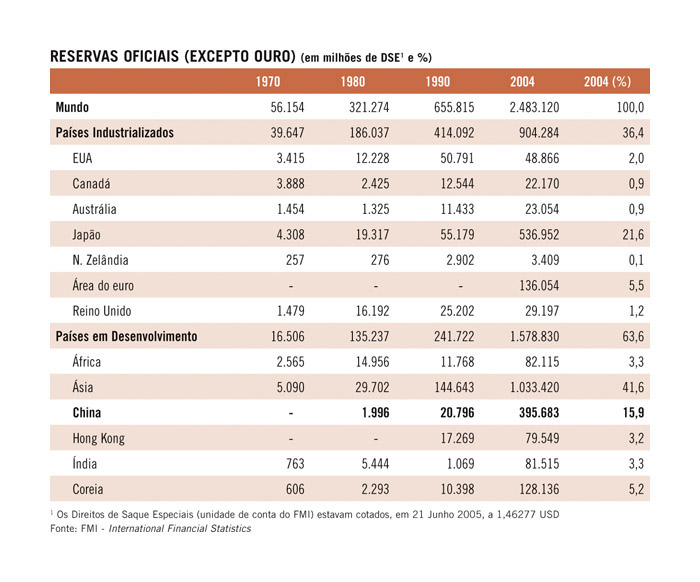 RESERVAS OFICIAIS (EXCEPTO OURO) (em milhões de DSE¹ e %)
1970 1980 1990 2004 2004 (%)
Mundo 56.154 321.274 655.815 2.483.120 100,0
Países Industrializados 39.647 186.037 414.092 904.284 36,4
EUA 3.415 12.228 50.791 48.866 2,0
Canadá 3.888 2.425 12.544 22.170 0,9
Austrália 1.454 1.325 11.433 23.054 0,9
Japão 4.308 19.317 55.179 536.952 21,6
N. Zelândia 257 276 2.902 3.409 0,1
Área do euro - - - 136.054 5,5
Reino Unido 1.479 16.192 25.202 29.197 1,2
Países em Desenvolvimento 16.506 135.237 241.722 1.578.830 63,6
África 2.565 14.956 11.768 82.115 3,3
Ásia 5.090 29.702 144.643 1.033.420 41,6
China - 1.996 20.796 395.683 15,9
Hong Kong - - 17.269 79.549 3,2
Índia 763 5.444 1.069 81.515 3,3
Coreia 606 2.293 10.398 128.136 5,2
¹ Os Direitos de Saque Especiais (unidade de conta do FMI) estavam cotados, em 21 Junho 2005, a 1,46277 USD
Fonte: FMI - International Financial Statistics